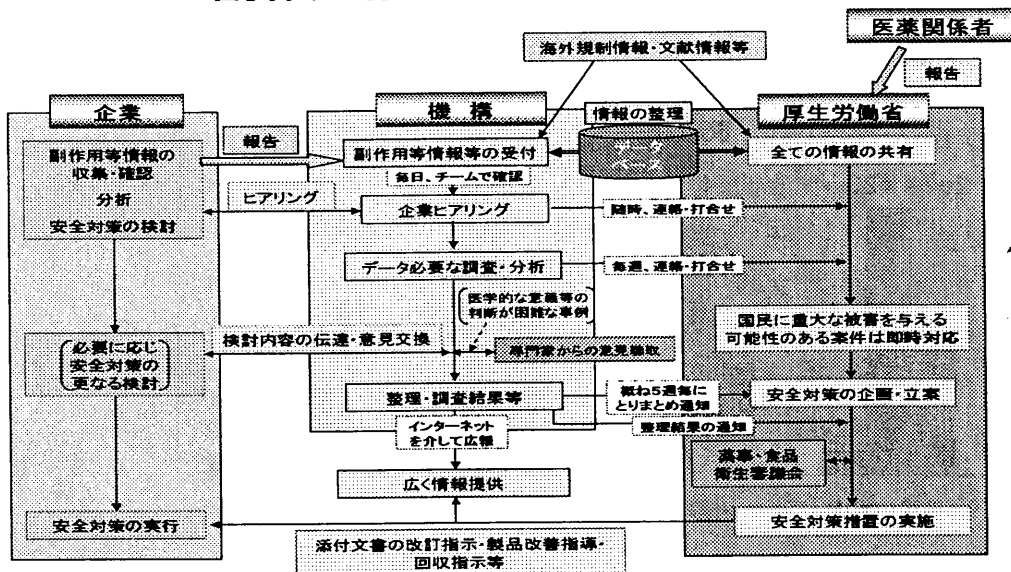 医薬関係者
海外規制情報・文献情報等
報告
企業
機構
情報の整理
厚生労働省
報告
データ
ベース
副作用等情報の
収集・確認
分析
安全対策の検討
副作用等情報等の受付
全ての情報の共有
毎日、チームで確認
ヒアリング
企業ヒアリング
随時、連絡・打合せ
データ必要な調査・分析
毎週、連絡・打合せ
医学的な意義等の
判断が困難な事例
国民に重大な被害を与える
可能性のある案件は即時対応
検討内容の伝達・意見交換
専門家からの意見聴取
必要に応じ
安全対策の
更なる検討
整理・調査結果等
概ね5週毎に
とりまとめ通知
安全対策の企画・立案
インターネット
を介して広報
整理結果の通知
薬事・食品
衛生審議会
広く情報提供
安全対策の実行
安全対策措置の実施
添付文書の改訂指示・製品改善指導・
回収指示等